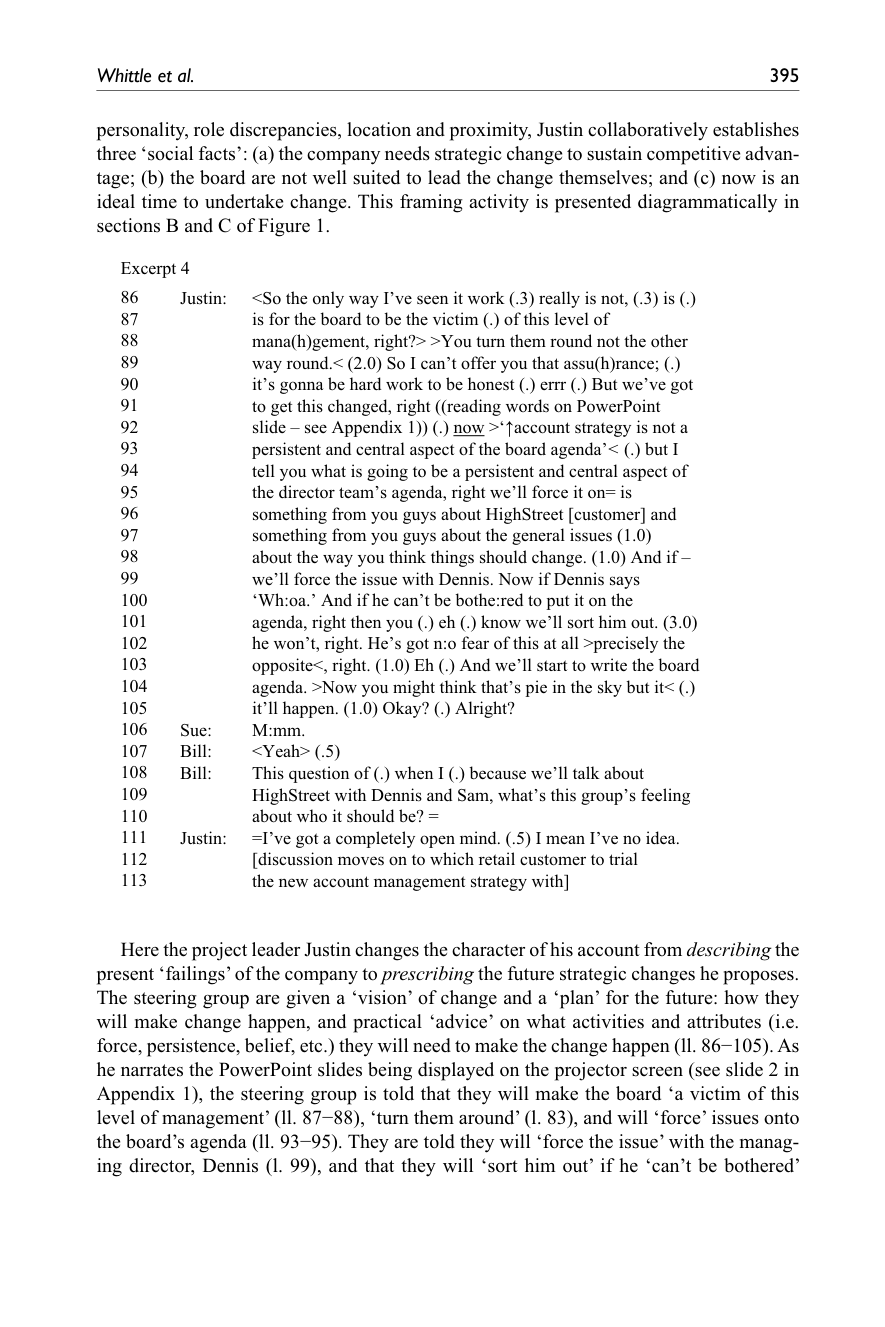 Whittle et al. 395
personality, role discrepancies, location and proximity, Justin collaboratively establishes
three ‘social facts’: (a) the company needs strategic change to sustain competitive advan-
tage; (b) the board are not well suited to lead the change themselves; and (c) now is an
ideal time to undertake change. This framing activity is presented diagrammatically in
sections B and C of Figure 1.
Excerpt 4
86 Justin: <So the only way I’ve seen it work (.3) really is not, (.3) is (.)
87 is for the board to be the victim (.) of this level of
88 mana(h)gement, right?> >You turn them round not the other
89 way round.< (2.0) So I can’t offer you that assu(h)rance; (.)
90 it’s gonna be hard work to be honest (.) errr (.) But we’ve got
91 to get this changed, right ((reading words on PowerPoint
92 slide – see Appendix 1)) (.) now >‘↑account strategy is not a
93 persistent and central aspect of the board agenda’< (.) but I
94 tell you what is going to be a persistent and central aspect of
95 the director team’s agenda, right we’ll force it on= is
96 something from you guys about HighStreet [customer] and
97 something from you guys about the general issues (1.0)
98 about the way you think things should change. (1.0) And if –
99 we’ll force the issue with Dennis. Now if Dennis says
100 ‘Wh:oa.’ And if he can’t be bothe:red to put it on the
101 agenda, right then you (.) eh (.) know we’ll sort him out. (3.0)
102 he won’t, right. He’s got n:o fear of this at all >precisely the
103 opposite<, right. (1.0) Eh (.) And we’ll start to write the board
104 agenda. >Now you might think that’s pie in the sky but it< (.)
105 it’ll happen. (1.0) Okay? (.) Alright?
106 Sue: M:mm.
107 Bill: <Yeah> (.5)
108 Bill: This question of (.) when I (.) because we’ll talk about
109 HighStreet with Dennis and Sam, what’s this group’s feeling
110 about who it should be? =
111 Justin: =I’ve got a completely open mind. (.5) I mean I’ve no idea.
112 [discussion moves on to which retail customer to trial
113 the new account management strategy with]
Here the project leader Justin changes the character of his account from describing the
present ‘failings’ of the company to prescribing the future strategic changes he proposes.
The steering group are given a ‘vision’ of change and a ‘plan’ for the future: how they
will make change happen, and practical ‘advice’ on what activities and attributes (i.e.
force, persistence, belief, etc.) they will need to make the change happen (ll. 86−105). As
he narrates the PowerPoint slides being displayed on the projector screen (see slide 2 in
Appendix 1), the steering group is told that they will make the board ‘a victim of this
level of management’ (ll. 87−88), ‘turn them around’ (l. 83), and will ‘force’ issues onto
the board’s agenda (ll. 93−95). They are told they will ‘force the issue’ with the manag-
ing director, Dennis (l. 99), and that they will ‘sort him out’ if he ‘can’t be bothered’